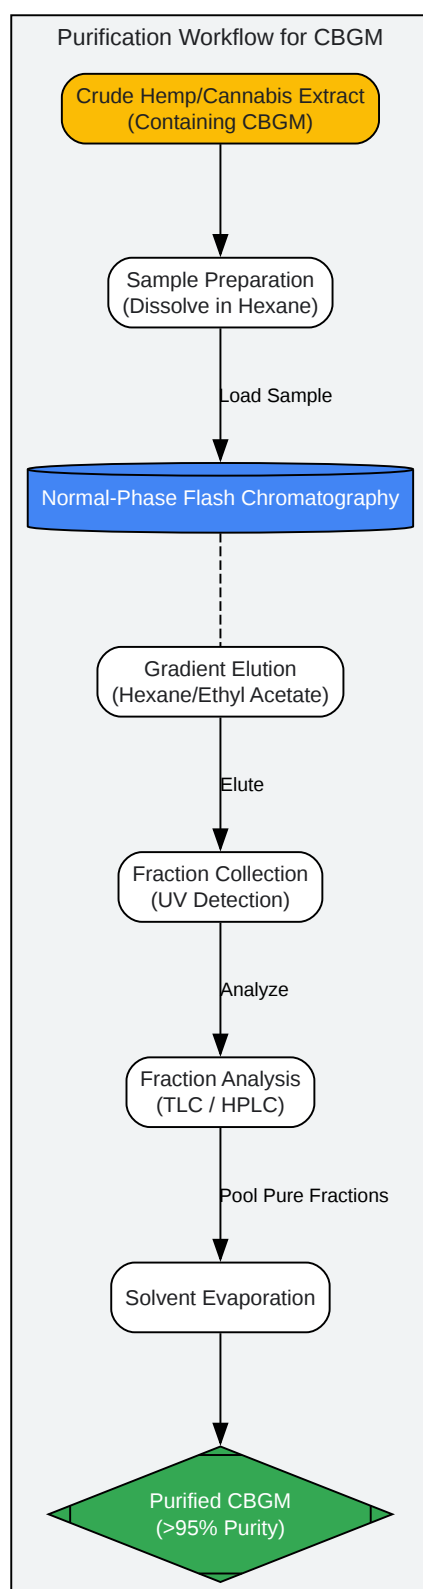 Purification Workflow for CBGM
Crude Hemp/Cannabis Extract
(Containing CBGM)
Sample Preparation
(Dissolve in Hexane)
Load Sample
Normal-Phase Flash Chromatography
Gradient Elution
(Hexane/Ethyl Acetate)
Elute
Fraction Collection
(UV Detection)
Analyze
Fraction Analysis
(TLC / HPLC)
Pool Pure Fractions
Solvent Evaporation
Purified CBGM
(>95% Purity)